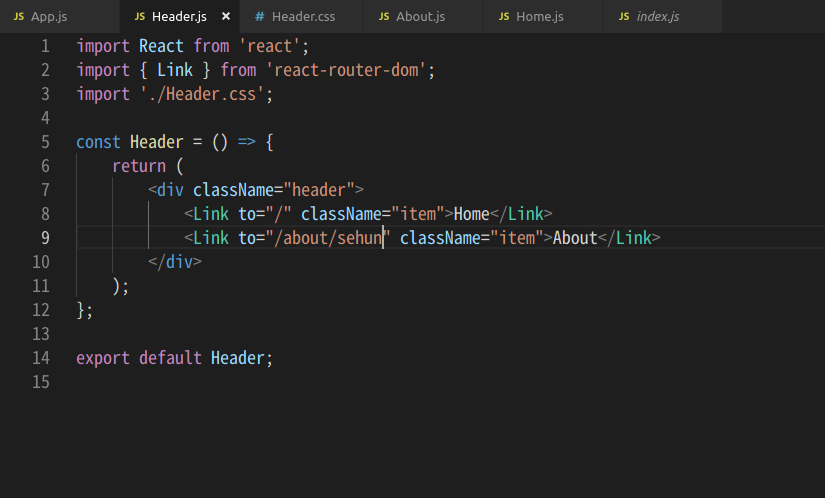 JS App.js JS Header.js × # Header.css JS About.js JS Home.js JS index.js
1 import React from 'react';
2 import { Link } from 'react-router-dom';
3 import './Header.css';
4
5 const Header = () => {
6 return (
7 <div className="header">
8 <Link to="/" className="item">Home</Link>
9 <Link to="/about/sehun" className="item">About</Link>
10 </div>
11 );
12 };
13
14 export default Header;
15